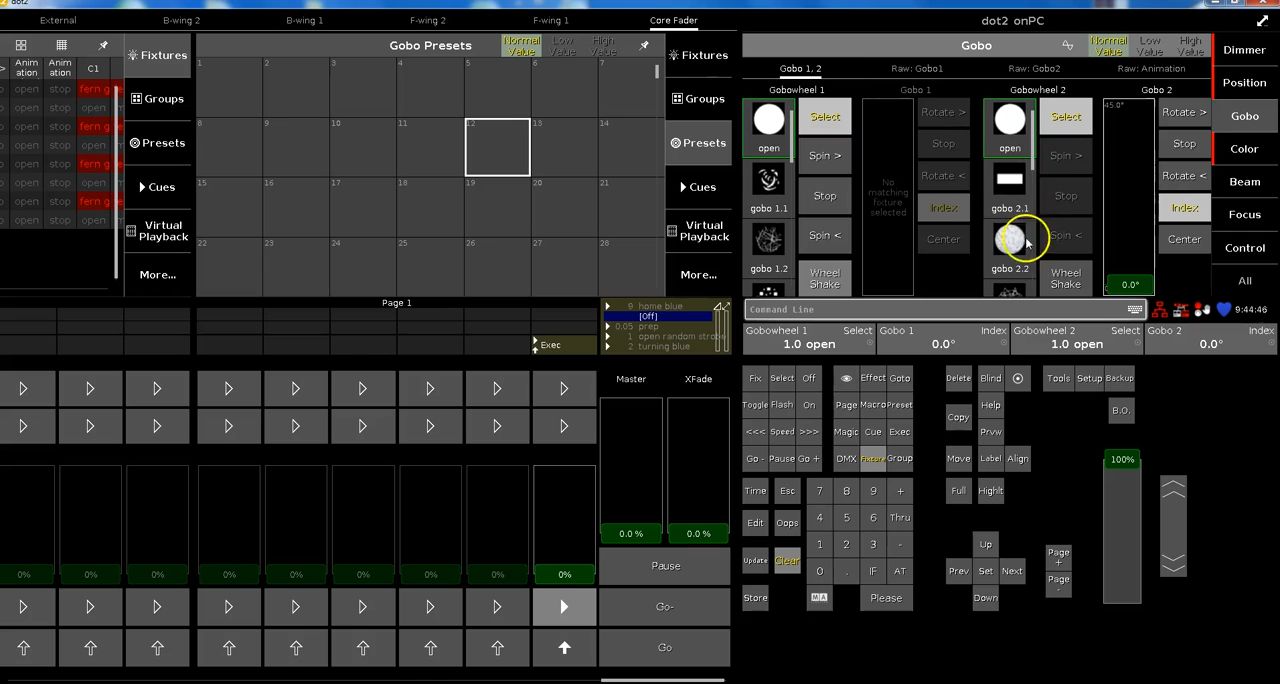 dot2
External B-wing 2 B-wing 1 F-wing 2 F-wing 1 Core Fader dot2 onPC
Anim ation Anim ation C1
open stop fern g
open stop open
open stop fern g
open stop open
open stop fern g
open stop open
open stop fern g
open stop open
Fixtures
Groups
Presets
Cues
Virtual Playback
More...
Gobo Presets Normal Value Low Value High Value
1 2 3 4 5 6 7
8 9 10 11 12 13 14
15 16 17 18 19 20 21
22 23 24 25 26 27 28
Fixtures
Groups
Presets
Cues
Virtual Playback
More...
Gobo Normal Value Low Value High Value
Gobo 1, 2 Raw: Gobo1 Raw: Gobo2 Raw: Animation
Gobowheel 1 Gobo 1 Gobowheel 2 Gobo 2
open
gobo 1.1
gobo 1.2
Select
Spin >
Stop
Spin <
Wheel Shake
No matching fixture selected
Rotate >
Stop
Rotate <
Index
Center
open
gobo 2.1
gobo 2.2
Select
Spin >
Stop
Spin <
Wheel Shake
45.0°
0.0°
Rotate >
Stop
Rotate <
Index
Center
Dimmer
Position
Gobo
Color
Beam
Focus
Control
All
Page 1
9 home blue
[Off]
0.05 prep
1 open random strobe
2 turning blue
Exec
Command Line
9:44:46
Gobowheel 1 Select Gobo 1 Index Gobowheel 2 Select Gobo 2 Index
1.0 open 0.0° 1.0 open 0.0°
Master XFade
0.0 % 0.0 %
Pause
Go-
Go
0% 0% 0% 0% 0% 0% 0% 0% 0%
Fix Select Off Effect Goto Delete Blind Tools Setup Backup
Toggle Flash On Page Macro Preset Copy Help B.O.
<<< Speed >>> Magic Cue Exec Prvw
Go - Pause Go + DMX Fixture Group Move Label Align 100%
Time Esc 7 8 9 + Full Highlt
Edit Oops 4 5 6 Thru
Update Clear 1 2 3 - Up Page +
0 . IF AT Prev Set Next Page -
Store MA Please Down